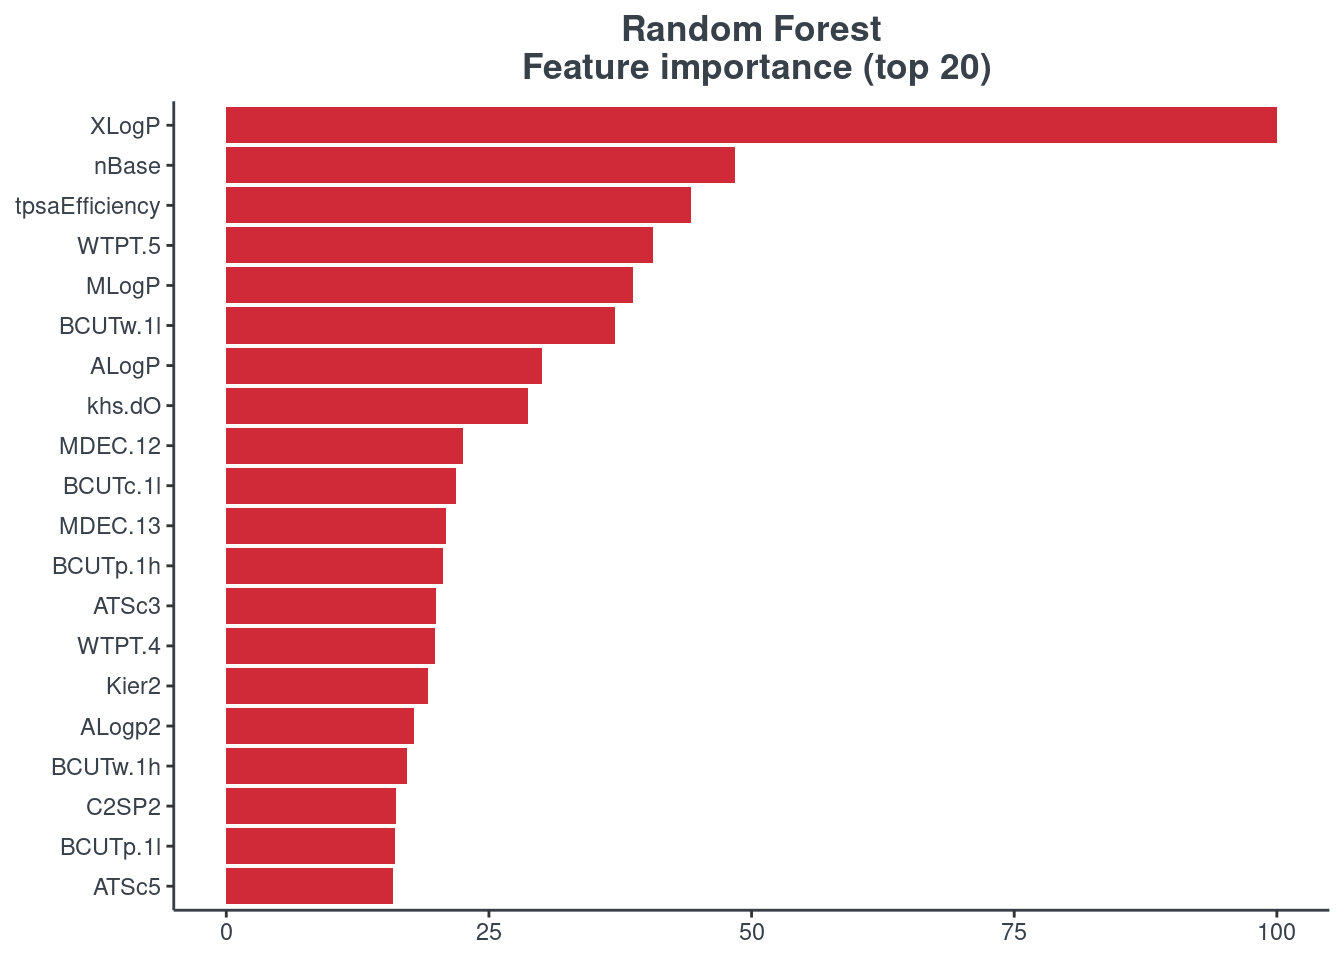 Random Forest
Feature importance (top 20)
XLogP
nBase
tpsaEfficiency
WTPT.5
MLogP
BCUTw.1l
ALogP
khs.dO
MDEC.12
BCUTc.1l
MDEC.13
BCUTp.1h
ATSc3
WTPT.4
Kier2
ALogp2
BCUTw.1h
C2SP2
BCUTp.1l
ATSc5
0 25 50 75 100